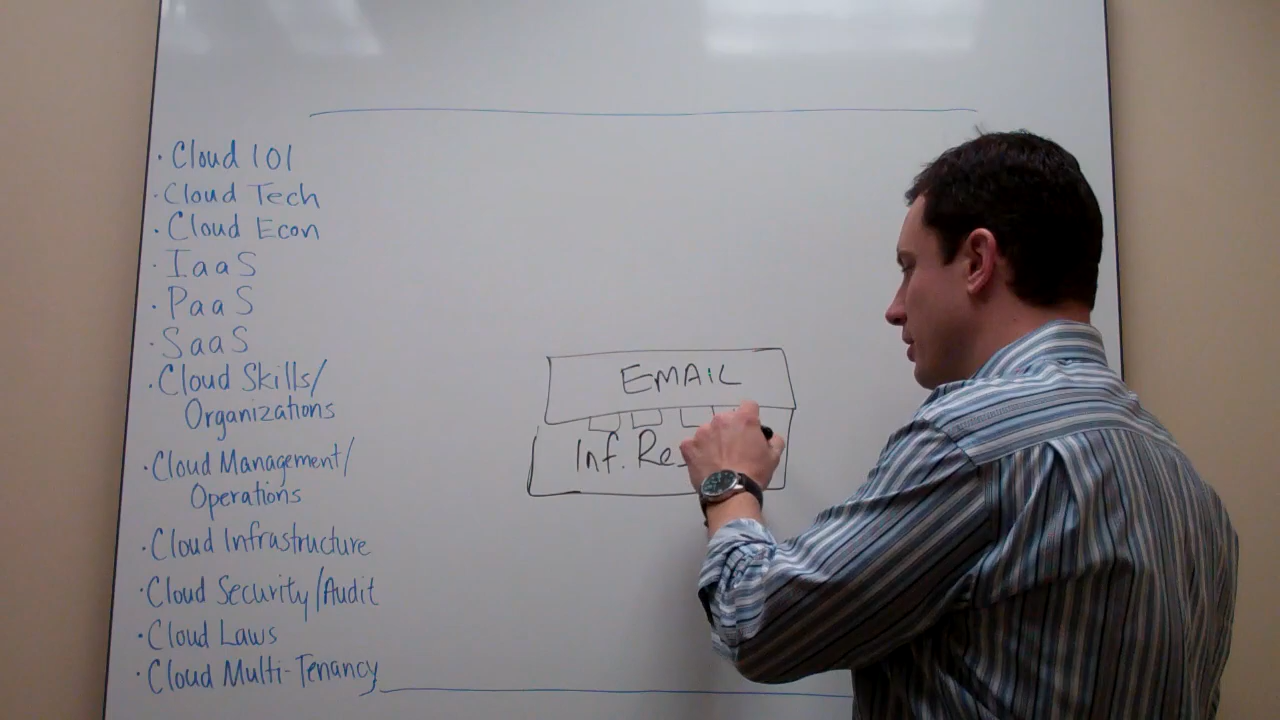 · Cloud 101
· Cloud Tech
· Cloud Econ
· IaaS
· PaaS
· SaaS
· Cloud Skills/
Organizations
· Cloud Management/
Operations
· Cloud Infrastructure
· Cloud Security/Audit
· Cloud Laws
· Cloud Multi-Tenancy
EMAIL
Inf.